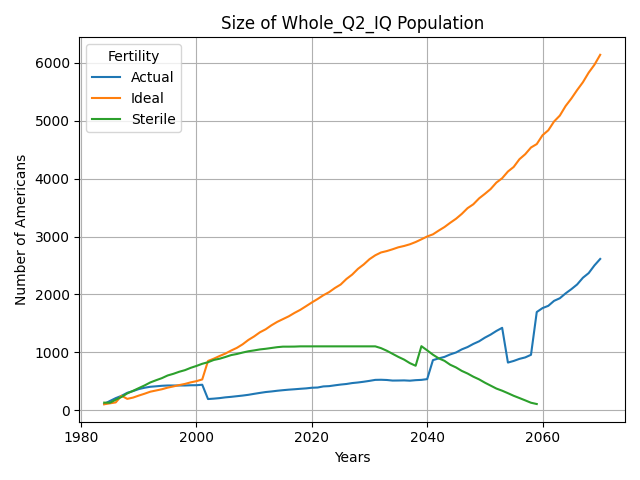 Size of Whole_Q2_IQ Population
Fertility
Actual
Ideal
Sterile
Number of Americans
6000
5000
4000
3000
2000
1000
0
1980
2000
2020
2040
2060
Years